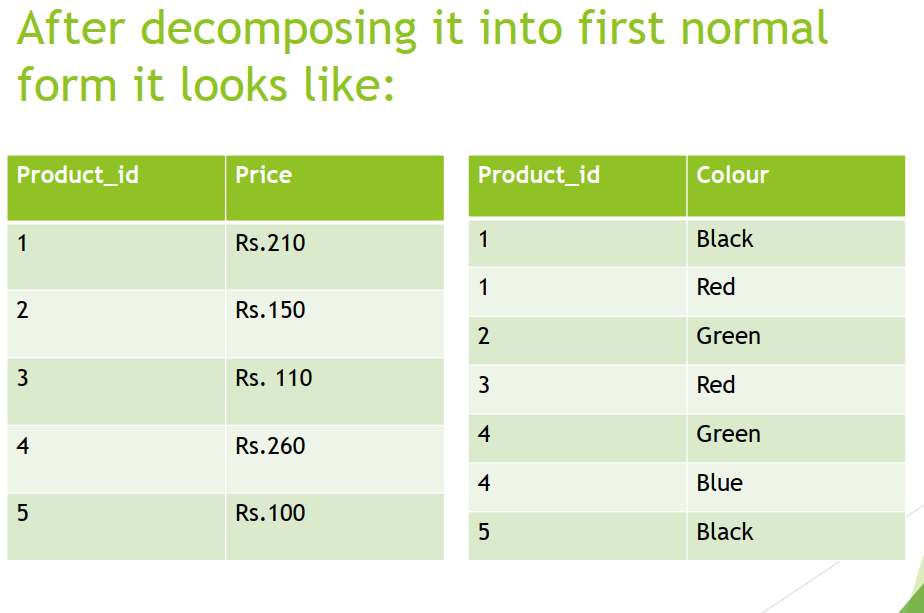 After decomposing it into first normal
form it looks like:
Product_id Price
1 Rs.210
2 Rs.150
3 Rs. 110
4 Rs.260
5 Rs.100
Product_id Colour
1 Black
1 Red
2 Green
3 Red
4 Green
4 Blue
5 Black